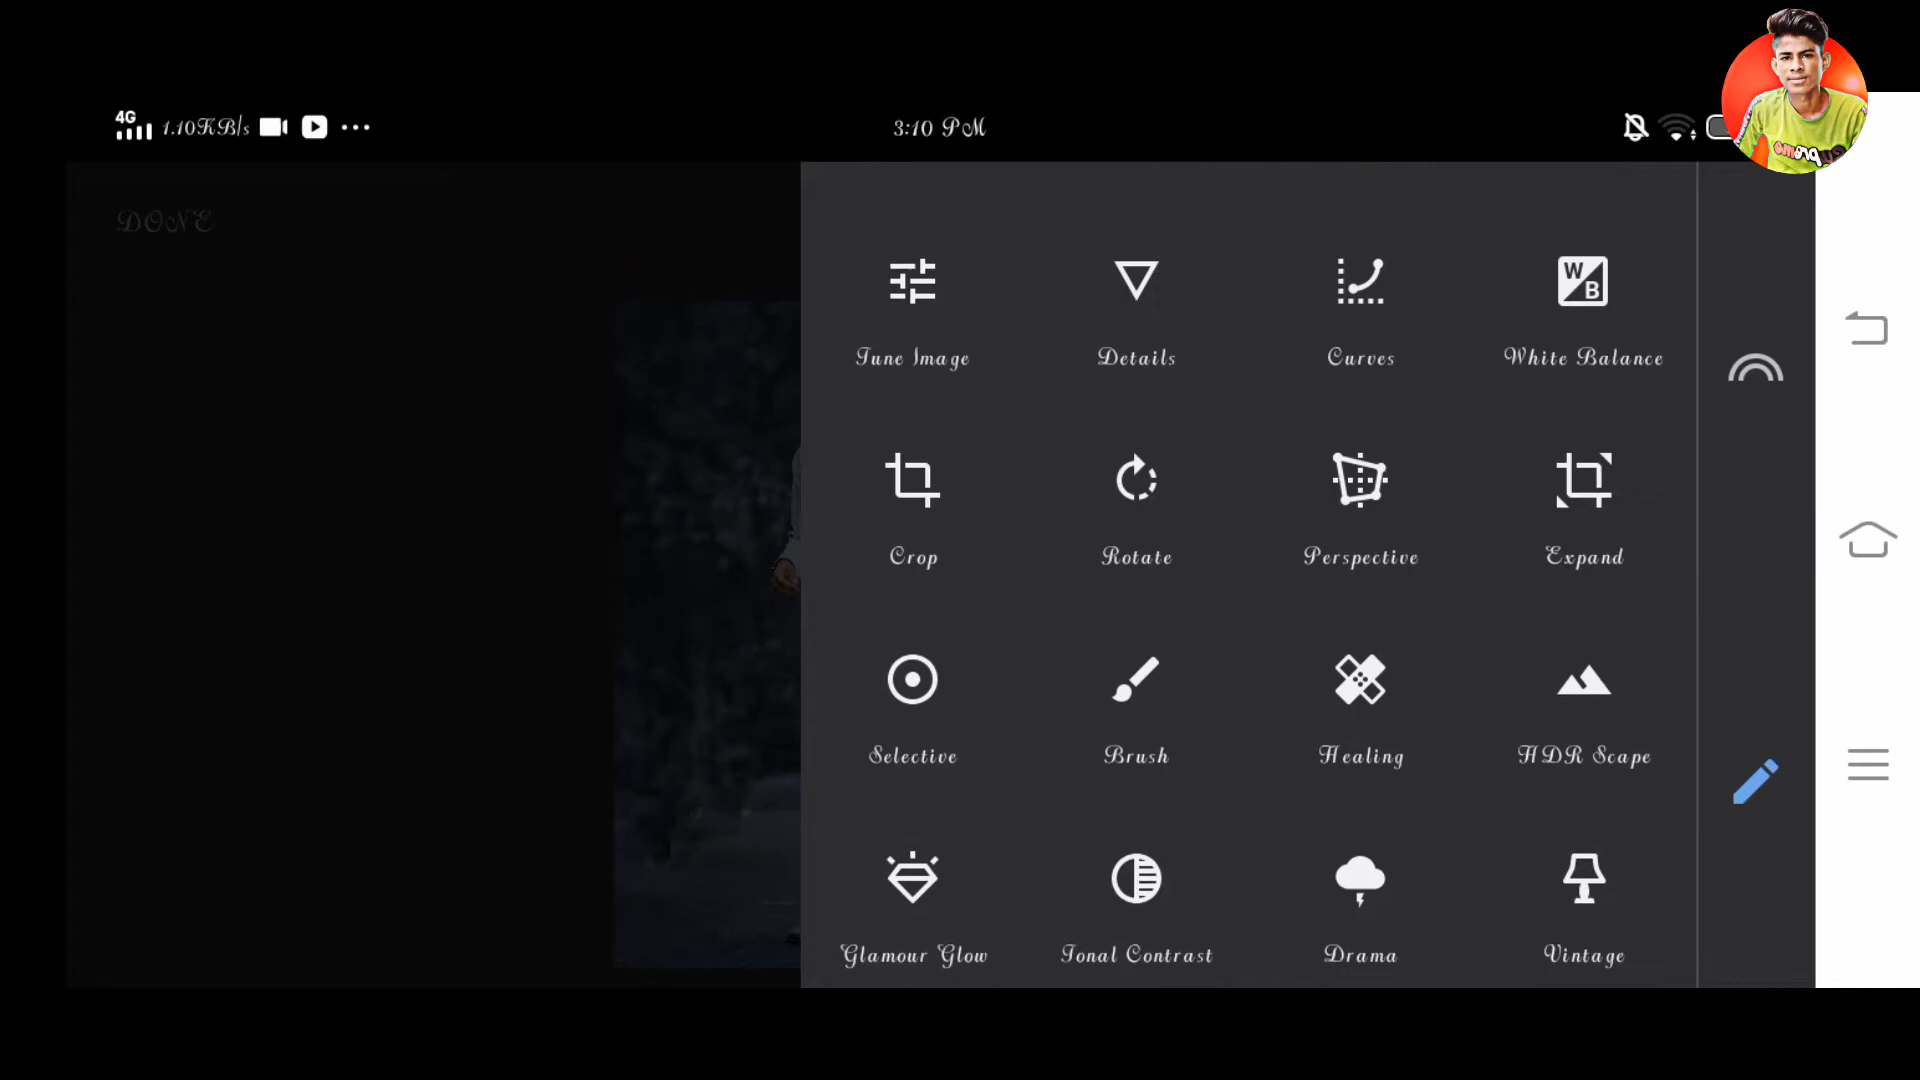 4G 1.10KB/s 3:10 PM
DONE
Tune Image Details Curves White Balance
W B
Crop Rotate Perspective Expand
Selective Brush Healing HDR Scape
Glamour Glow Tonal Contrast Drama Vintage